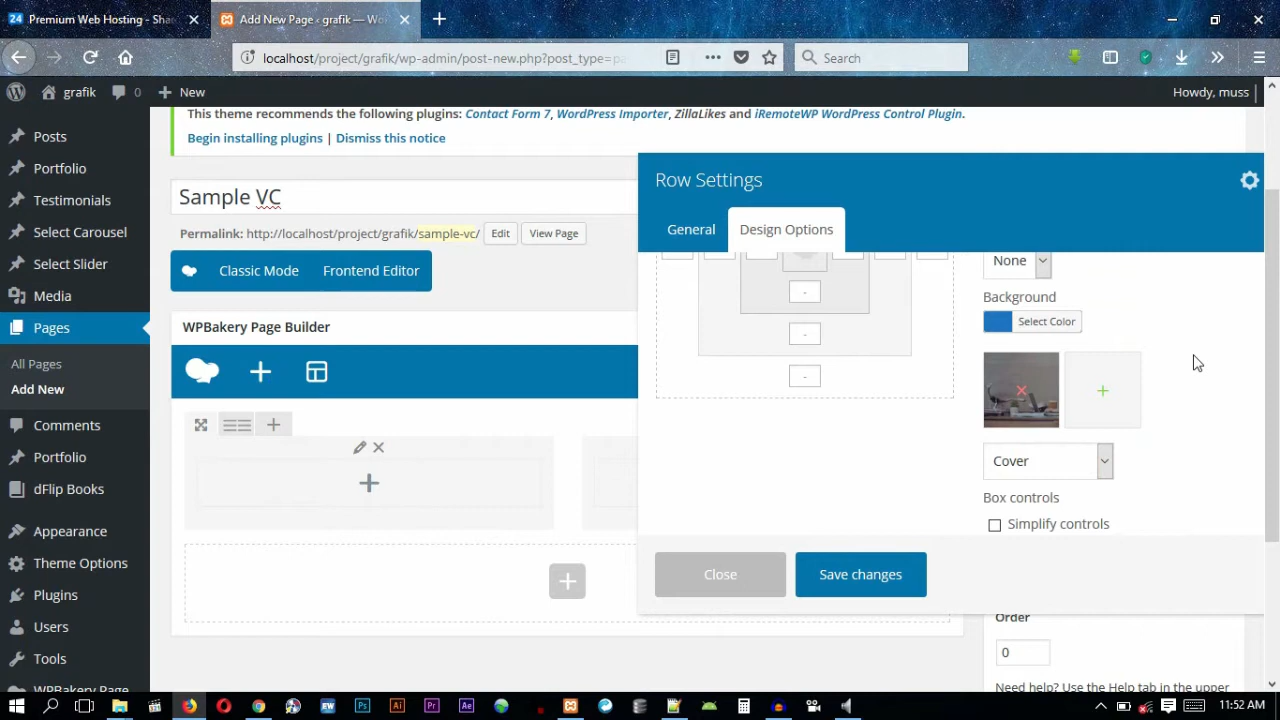 Premium Web Hosting - Sha
Add New Page ‹ grafik — Wo
localhost/project/grafik/wp-admin/post-new.php?post_type=pa
Search
grafik
0
New
Howdy, muss
This theme recommends the following plugins: Contact Form 7, WordPress Importer, ZillaLikes and iRemoteWP WordPress Control Plugin.
Begin installing plugins | Dismiss this notice
Posts
Portfolio
Testimonials
Select Carousel
Select Slider
Media
Pages
All Pages
Add New
Comments
Portfolio
dFlip Books
Appearance
Theme Options
Plugins
Users
Tools
WPBakery Page
Sample VC
Permalink: http://localhost/project/grafik/sample-vc/
Edit
View Page
Classic Mode
Frontend Editor
WPBakery Page Builder
Row Settings
General
Design Options
None
Background
Select Color
Cover
Box controls
Simplify controls
Close
Save changes
Order
0
Need help? Use the Help tab in the upper
11:52 AM